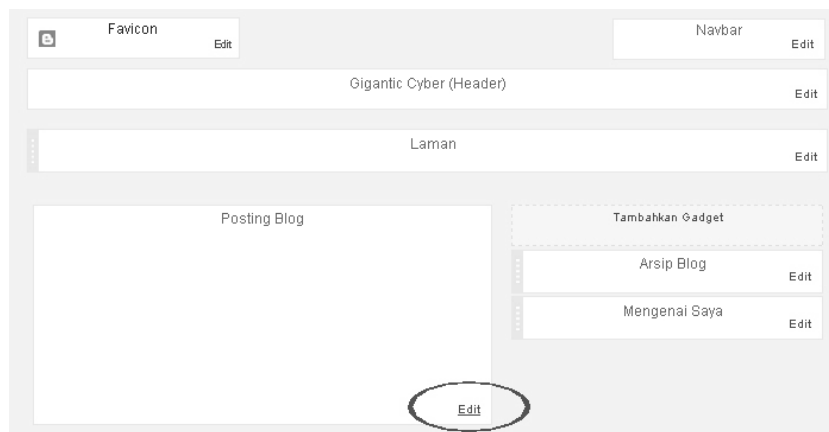 Favicon
Edit
Navbar
Edit
Gigantic Cyber (Header)
Edit
Laman
Edit
Posting Blog
Edit
Tambahkan Gadget
Arsip Blog
Edit
Mengenai Saya
Edit